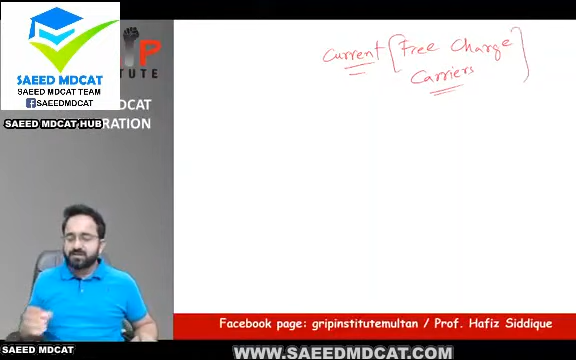 SAEED MDCAT
SAEED MDCAT TEAM
SAEEDMDCAT
SAEED MDCAT HUB
Current [Free Charge
Carriers]
Facebook page: gripinstitutemultan / Prof. Hafiz Siddique
SAEED MDCAT
WWW.SAEEDMDCAT.COM